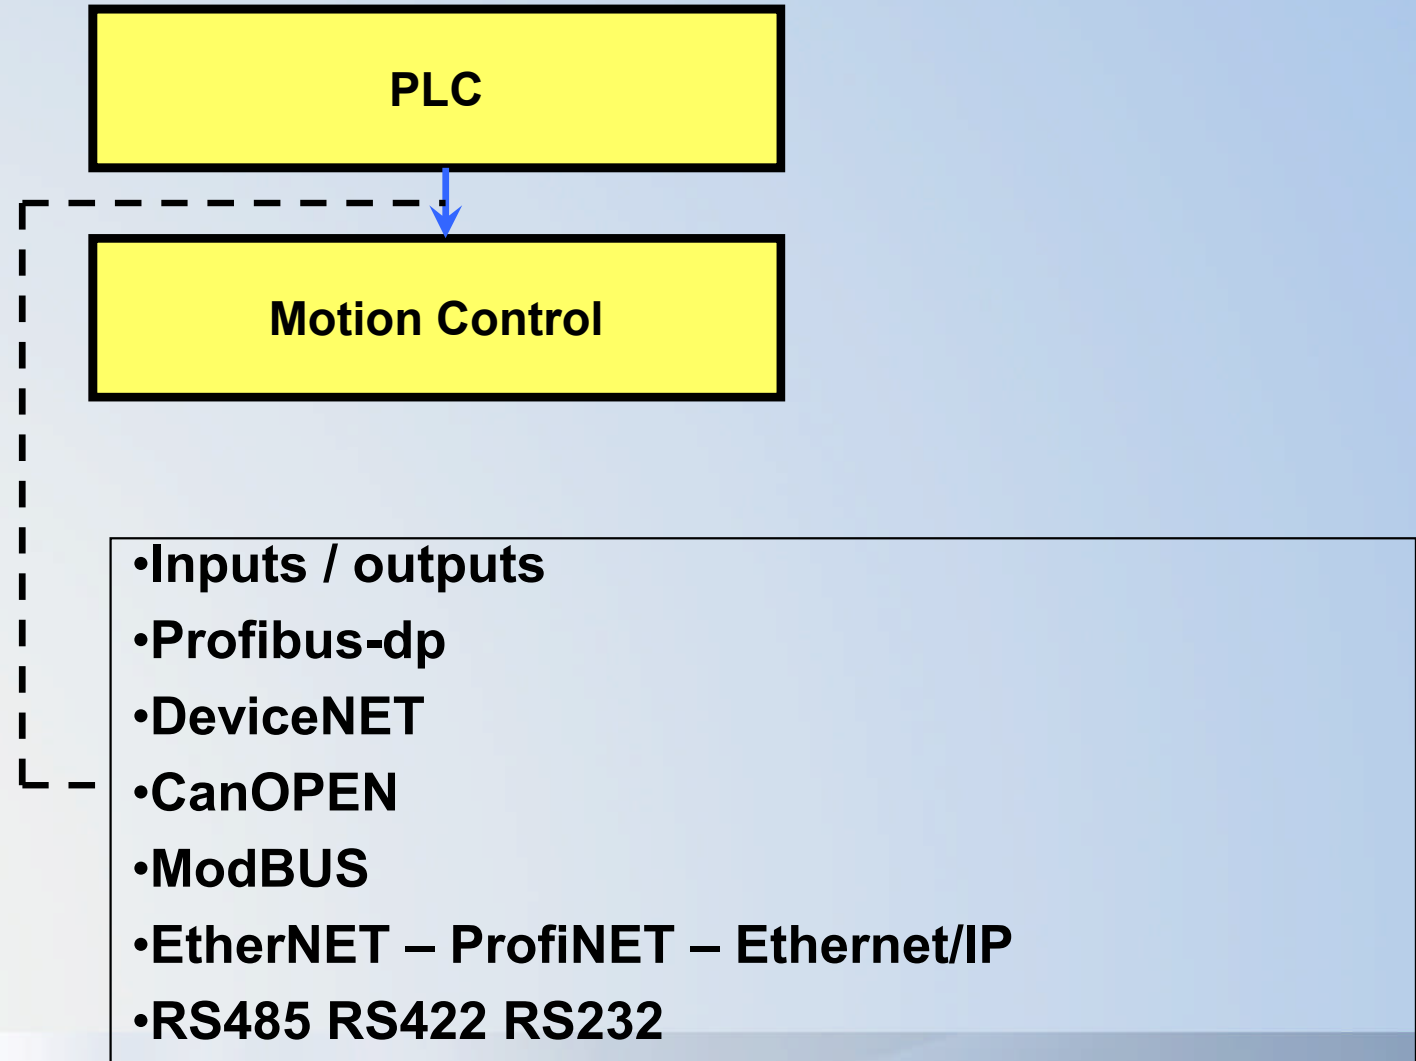 PLC
Motion Control
•Inputs / outputs
•Profibus-dp
•DeviceNET
•CanOPEN
•ModBUS
•EtherNET – ProfiNET – Ethernet/IP
•RS485 RS422 RS232